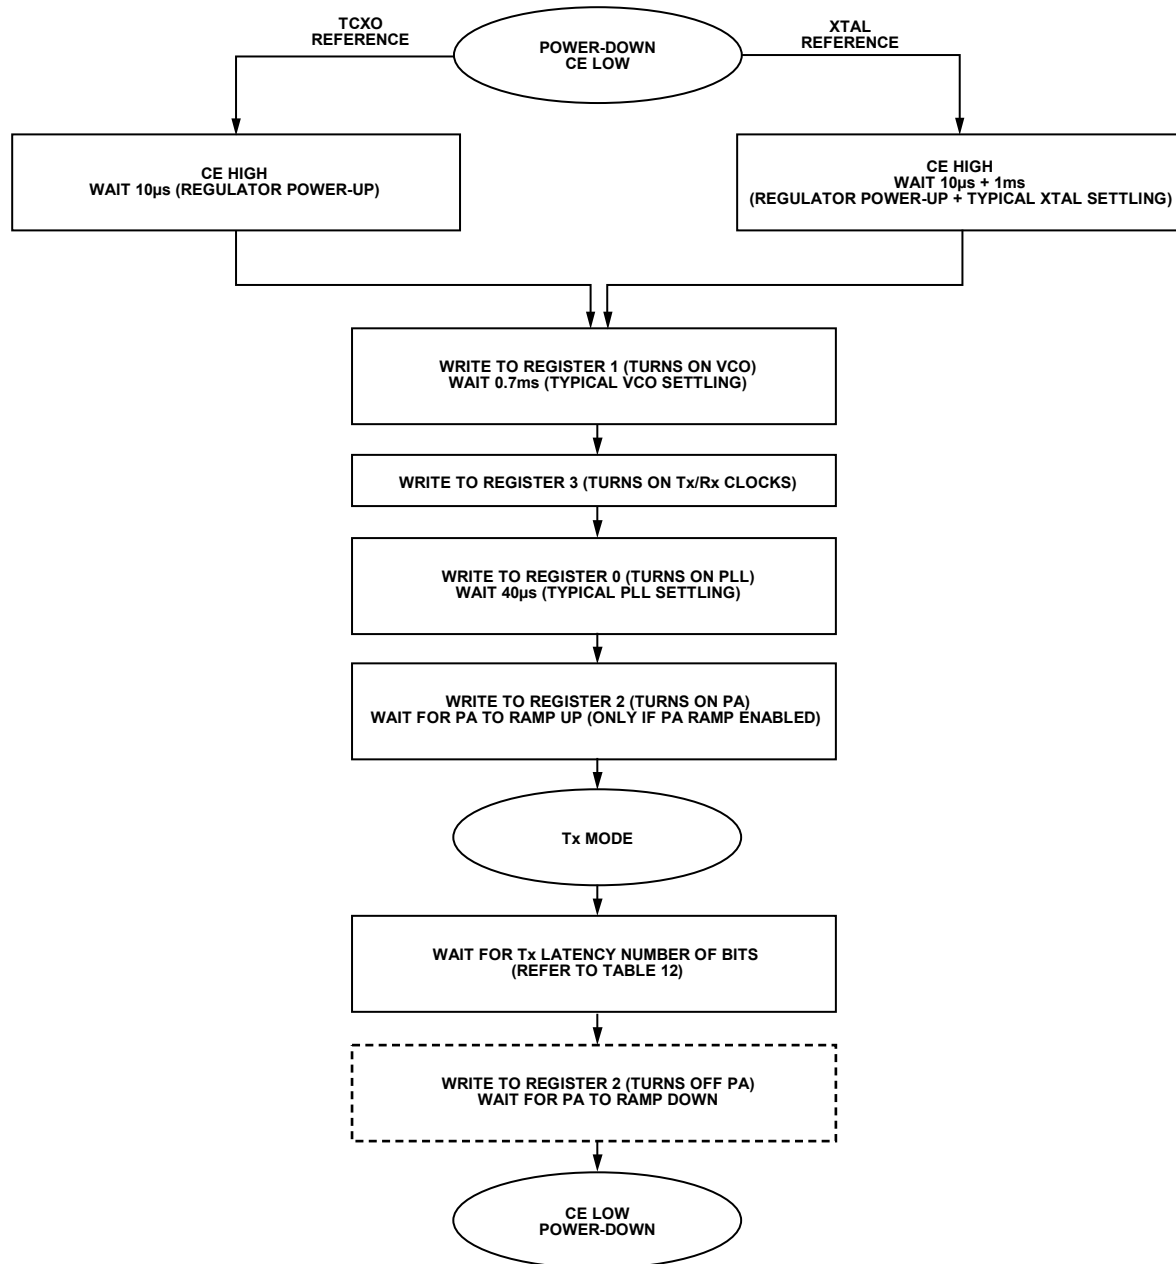 TCXO
REFERENCE
POWER-DOWN
CE LOW
XTAL
REFERENCE
CE HIGH
WAIT 10µs (REGULATOR POWER-UP)
CE HIGH
WAIT 10µs + 1ms
(REGULATOR POWER-UP + TYPICAL XTAL SETTLING)
WRITE TO REGISTER 1 (TURNS ON VCO)
WAIT 0.7ms (TYPICAL VCO SETTLING)
WRITE TO REGISTER 3 (TURNS ON Tx/Rx CLOCKS)
WRITE TO REGISTER 0 (TURNS ON PLL)
WAIT 40µs (TYPICAL PLL SETTLING)
WRITE TO REGISTER 2 (TURNS ON PA)
WAIT FOR PA TO RAMP UP (ONLY IF PA RAMP ENABLED)
Tx MODE
WAIT FOR Tx LATENCY NUMBER OF BITS
(REFER TO TABLE 12)
WRITE TO REGISTER 2 (TURNS OFF PA)
WAIT FOR PA TO RAMP DOWN
CE LOW
POWER-DOWN